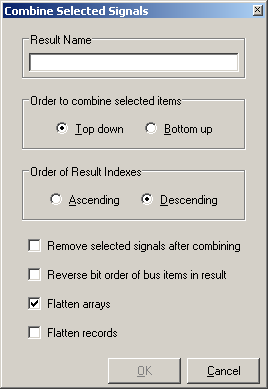 Combine Selected Signals
Result Name
Order to combine selected items
Top down Bottom up
Order of Result Indexes
Ascending Descending
Remove selected signals after combining
Reverse bit order of bus items in result
Flatten arrays
Flatten records
OK Cancel